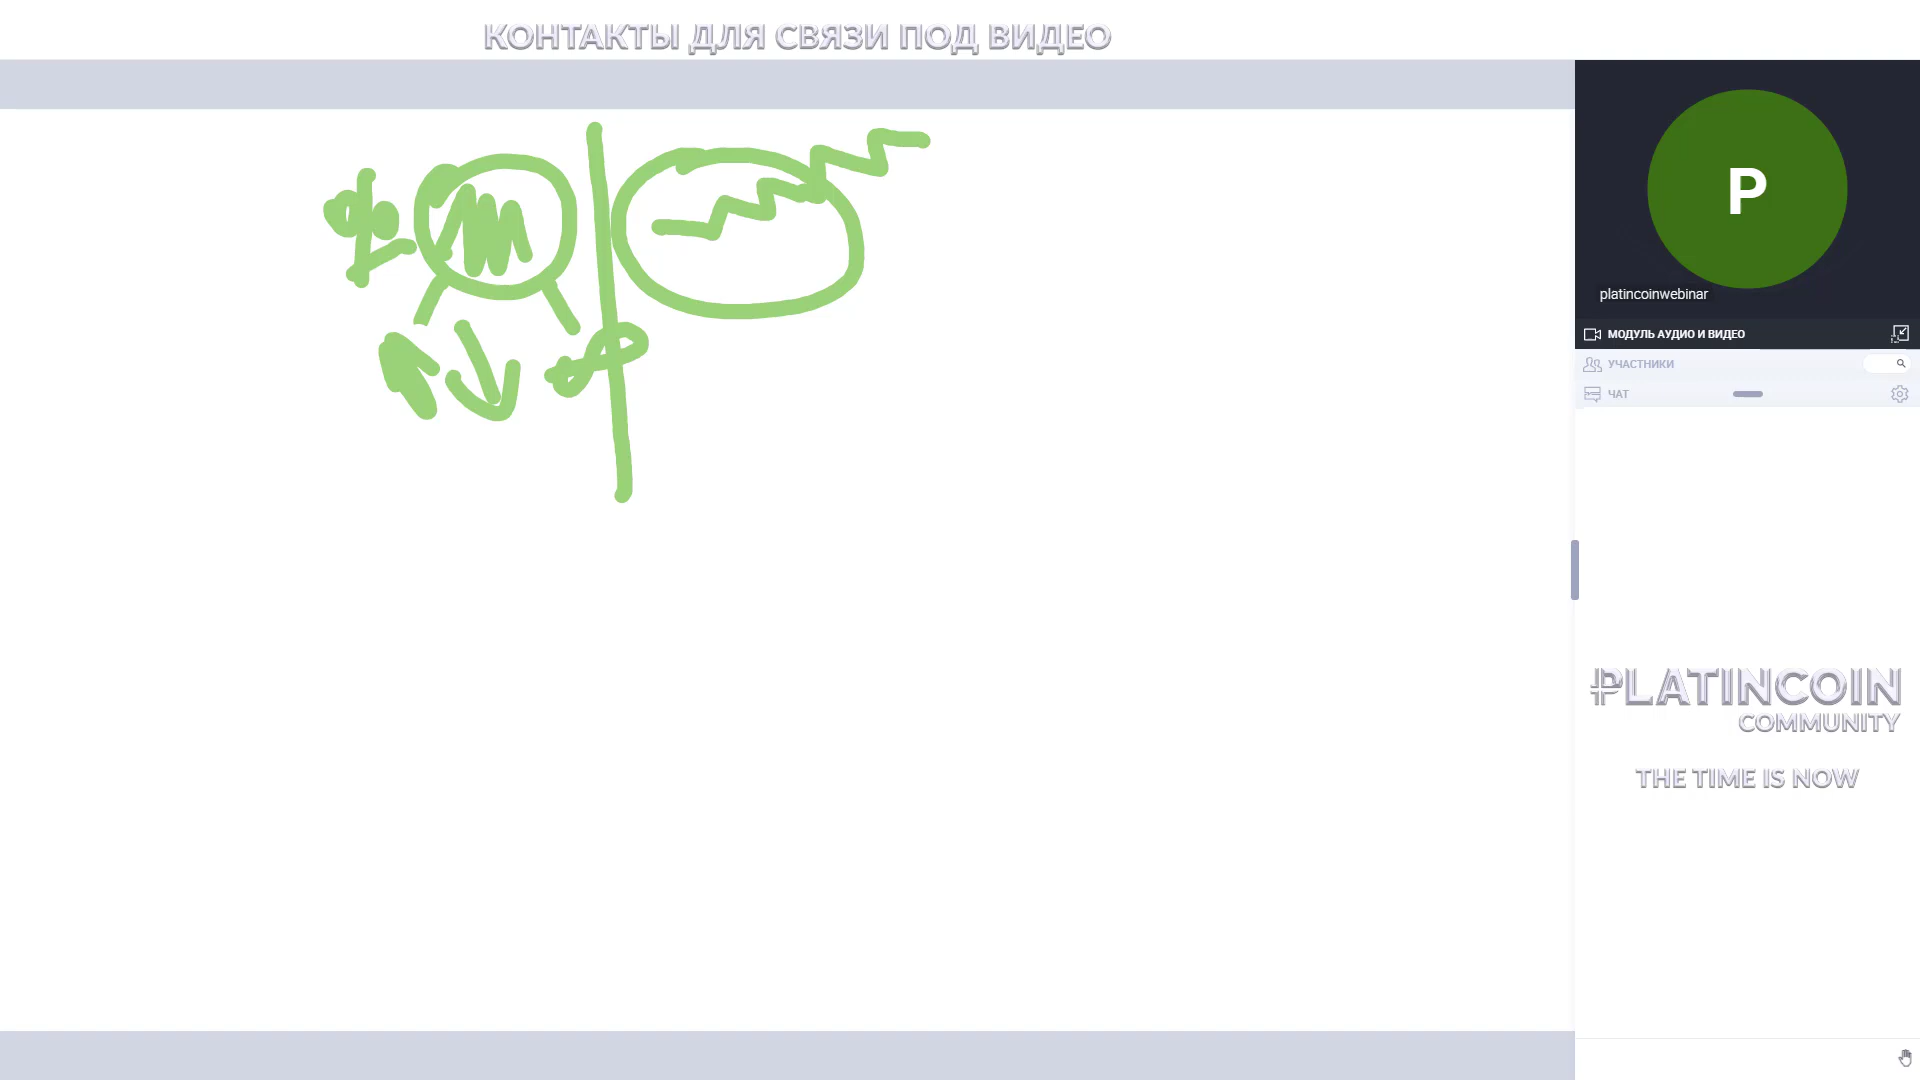 КОНТАКТЫ ДЛЯ СВЯЗИ ПОД ВИДЕО
P
platincoinwebinar
МОДУЛЬ АУДИО И ВИДЕО
УЧАСТНИКИ
ЧАТ
PLATINCOIN
COMMUNITY
THE TIME IS NOW